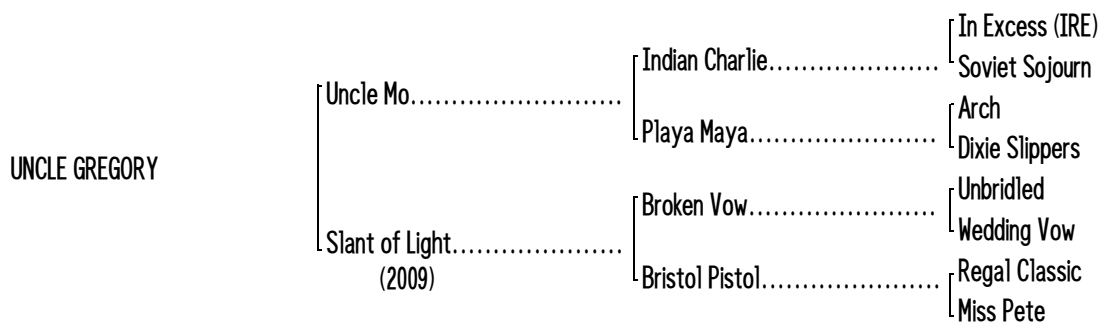 In Excess (IRE)
Indian Charlie......................
Soviet Sojourn
Uncle Mo..........................
Arch
Playa Maya.......................
Dixie Slippers
UNCLE GREGORY
Unbridled
Broken Vow.......................
Wedding Vow
Slant of Light.....................
(2009)
Regal Classic
Bristol Pistol......................
Miss Pete